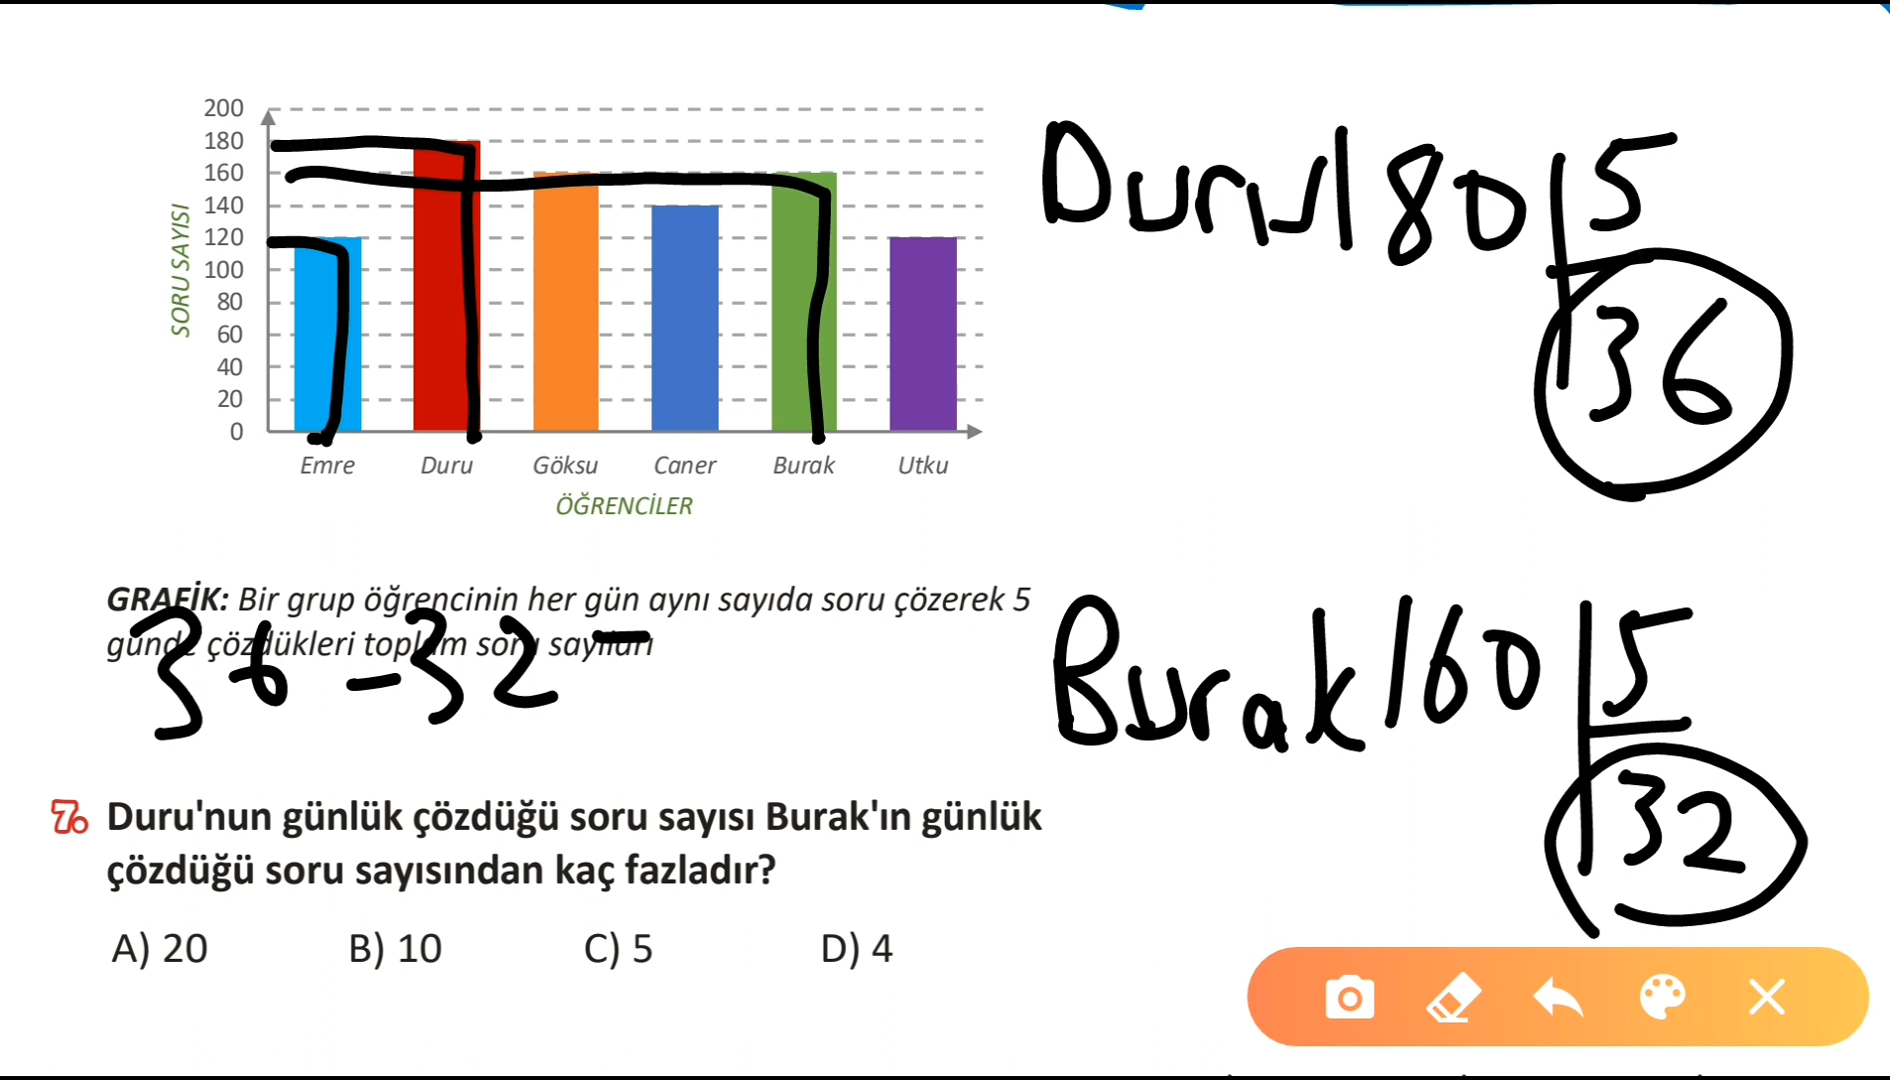 200
180
160
140
120
100
80
60
40
20
0
SORU SAYISI
Emre Duru Göksu Caner Burak Utku
ÖĞRENCİLER
Duru 180 5
36
GRAFİK: Bir grup öğrencinin her gün aynı sayıda soru çözerek 5
günde çözdükleri toplam soru sayıları
36-32=
Burak 160 5
32
7. Duru'nun günlük çözdüğü soru sayısı Burak'ın günlük
çözdüğü soru sayısından kaç fazladır?
A) 20 B) 10 C) 5 D) 4